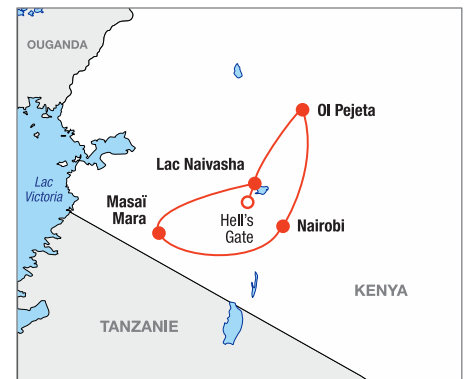 OUGANDA
Ol Pejeta
Lac Naivasha
Lac
Victoria
Masaï
Mara
Hell's
Gate
Nairobi
KENYA
TANZANIE